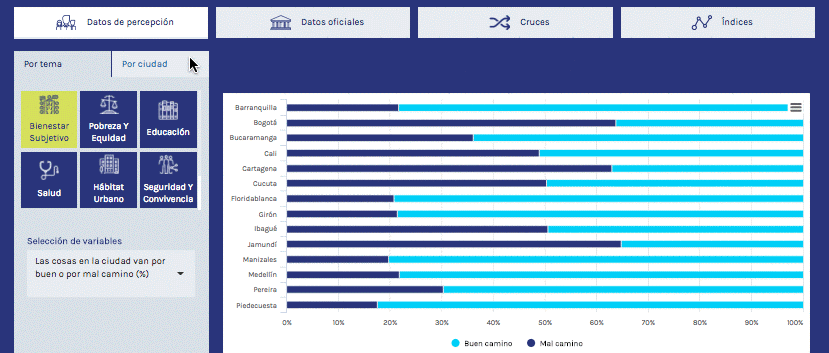 Datos de percepción
Datos oficiales
Cruces
Índices
Por tema
Por ciudad
Bienestar
Subjetivo
Pobreza Y
Equidad
Educación
Salud
Hábitat
Urbano
Seguridad Y
Convivencia
Selección de variables
Las cosas en la ciudad van por
buen o por mal camino (%)
Barranquilla
Bogotá
Bucaramanga
Cali
Cartagena
Cucuta
Floridablanca
Girón
Ibagué
Jamundí
Manizales
Medellín
Pereira
Piedecuesta
0% 10% 20% 30% 40% 50% 60% 70% 80% 90% 100%
Buen camino Mal camino